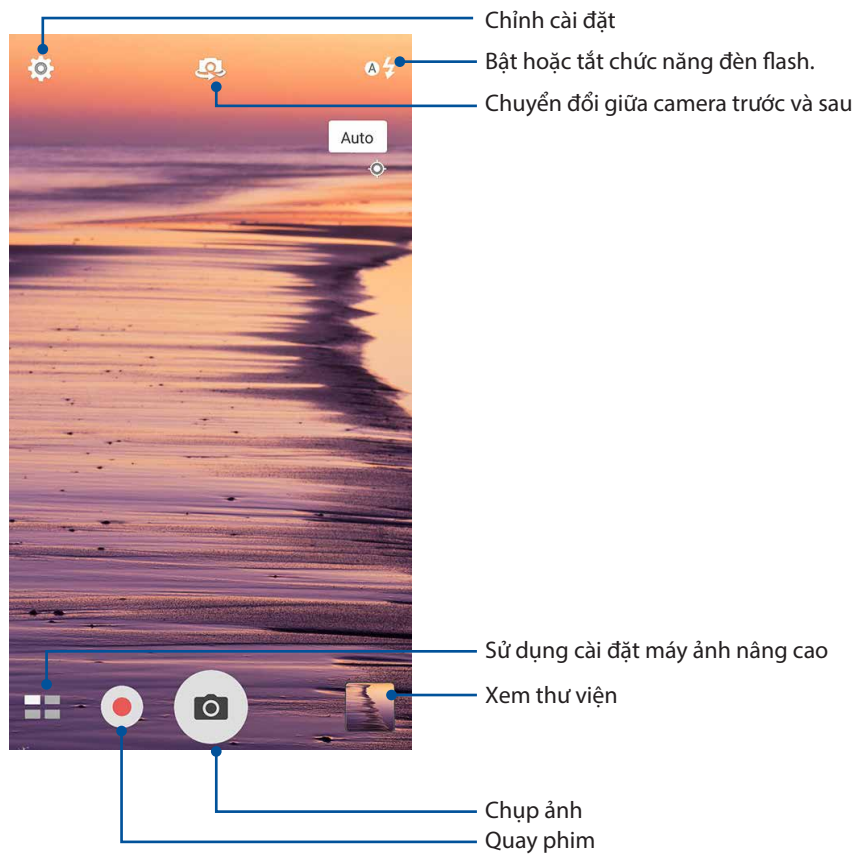 Chỉnh cài đặt
Bật hoặc tắt chức năng đèn flash.
A
Chuyển đổi giữa camera trước và sau
Auto
Sử dụng cài đặt máy ảnh nâng cao
Xem thư viện
Chụp ảnh
Quay phim